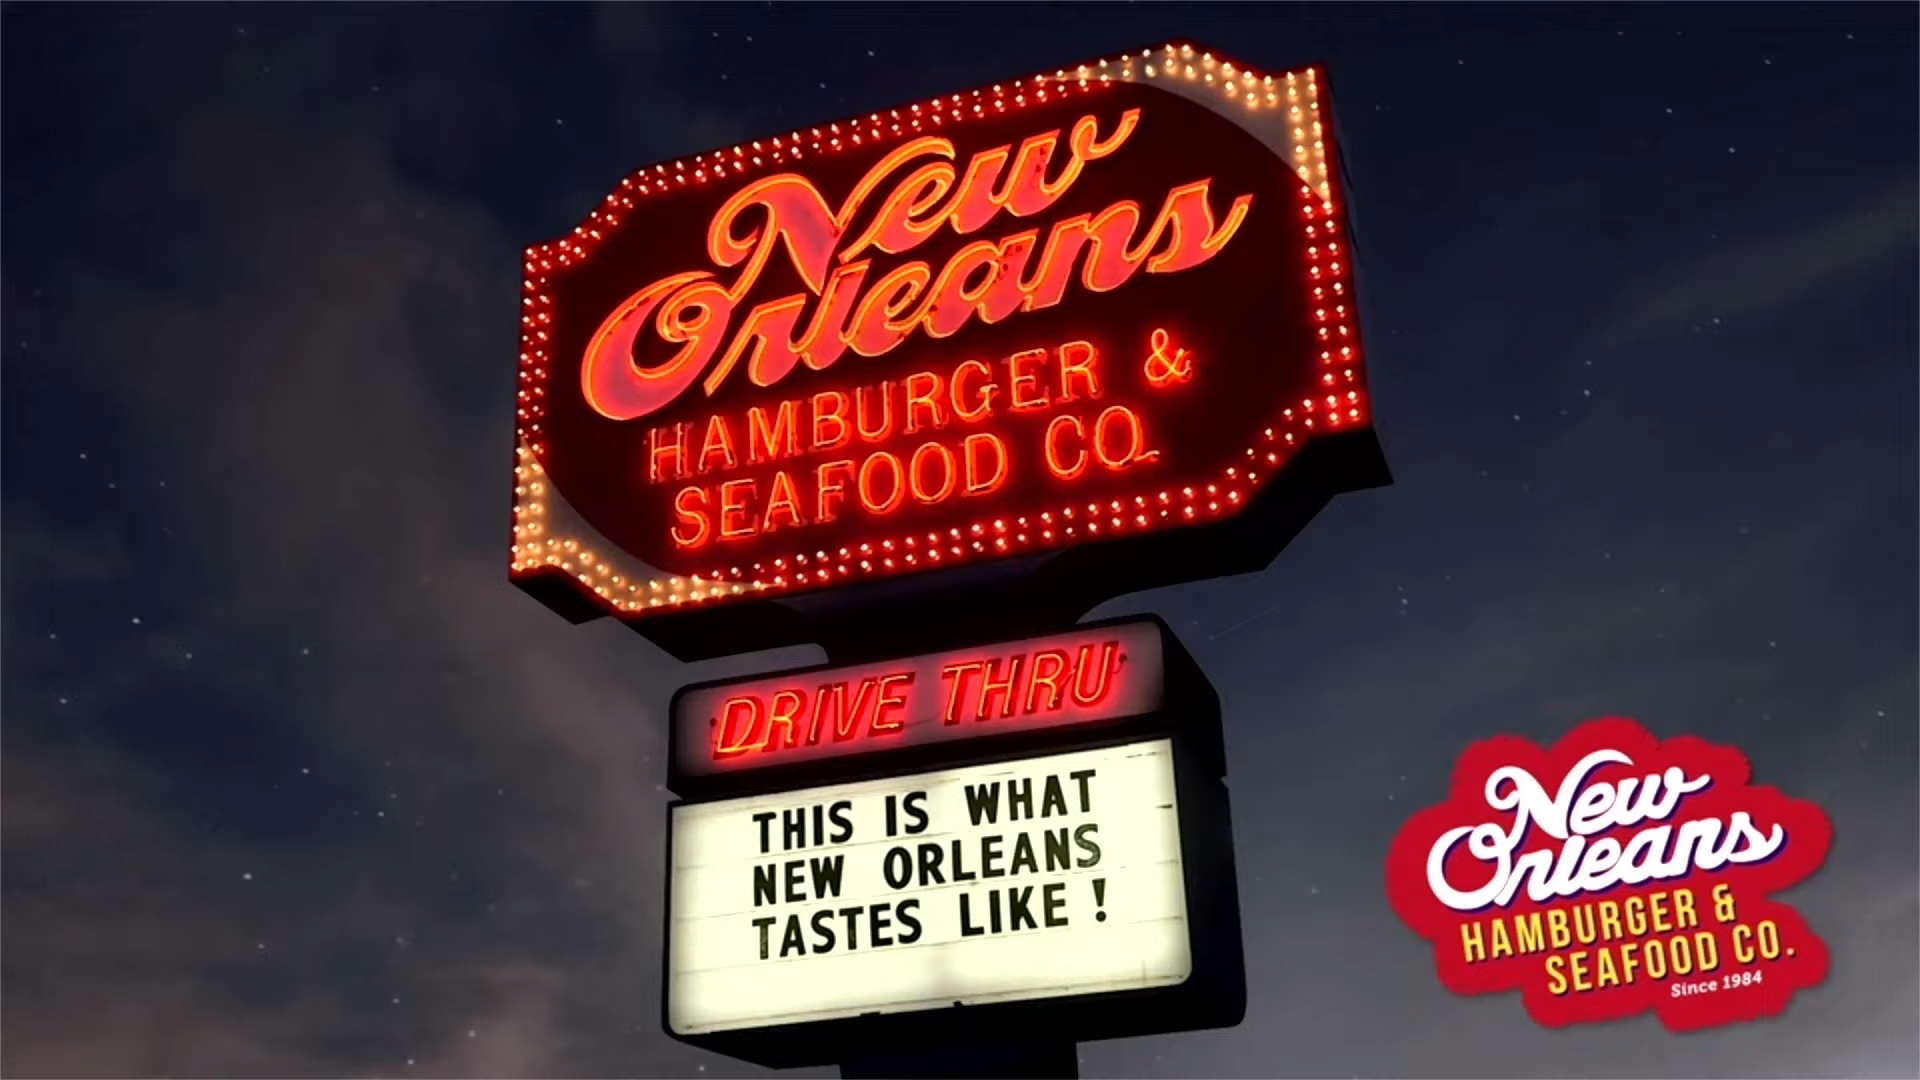 New
Orleans
HAMBURGER &
SEAFOOD CO.
DRIVE THRU
THIS IS WHAT
NEW ORLEANS
TASTES LIKE!
New
Orleans
HAMBURGER &
SEAFOOD CO.
Since 1984